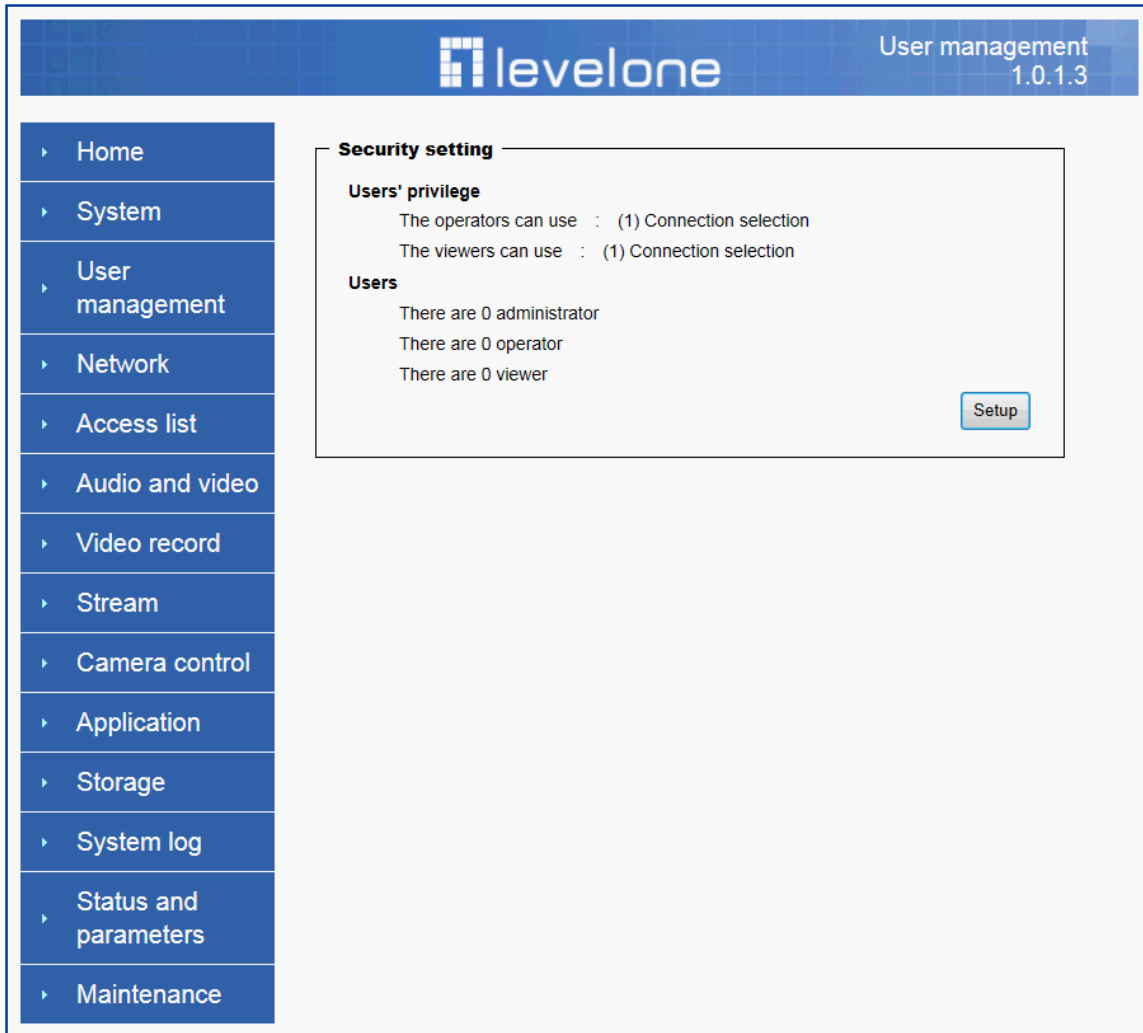 levelone
User management
1.0.1.3
Home
System
User
management
Network
Access list
Audio and video
Video record
Stream
Camera control
Application
Storage
System log
Status and
parameters
Maintenance
Security setting
Users' privilege
The operators can use : (1) Connection selection
The viewers can use : (1) Connection selection
Users
There are 0 administrator
There are 0 operator
There are 0 viewer
Setup